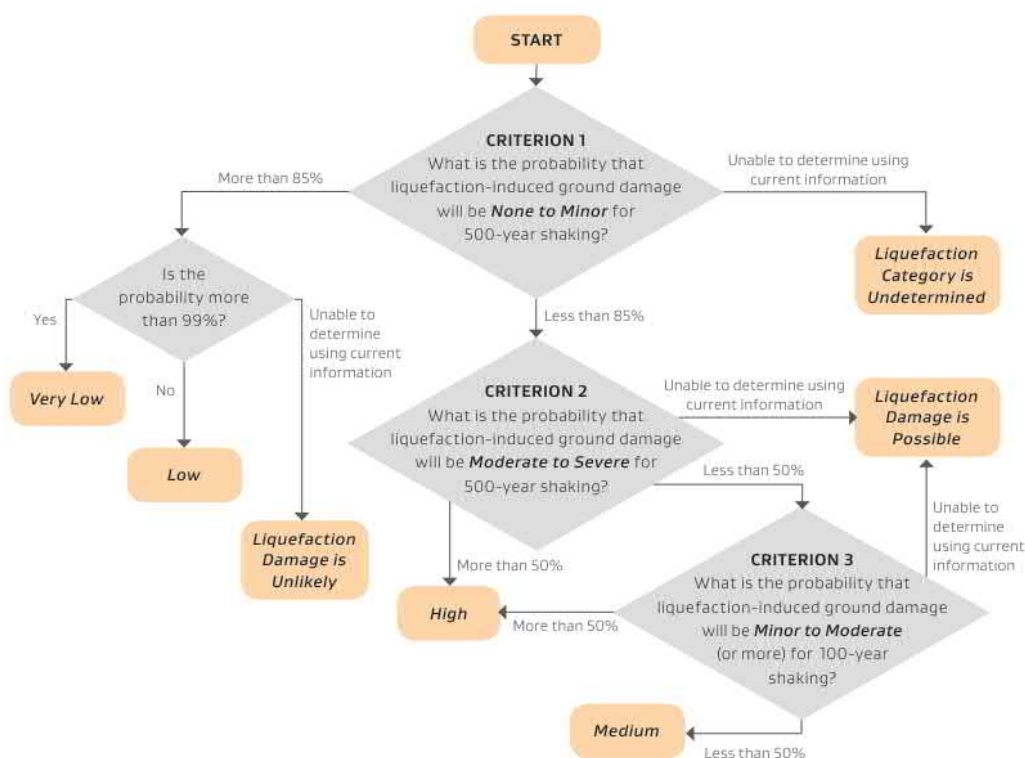 START
CRITERION 1
What is the probability that
liquefaction-induced ground damage
will be None to Minor for
500-year shaking?
More than 85%
Unable to determine using
current information
Liquefaction
Category is
Undetermined
Is the
probability more
than 99%?
Yes
Very Low
No
Low
Unable to
determine
using current
information
Liquefaction
Damage is
Unlikely
Less than 85%
CRITERION 2
What is the probability that
liquefaction-induced ground damage
will be Moderate to Severe for
500-year shaking?
Unable to determine using
current information
Liquefaction
Damage is
Possible
Less than 50%
More than 50%
High
CRITERION 3
What is the probability that
liquefaction-induced ground damage
will be Minor to Moderate
(or more) for 100-year
shaking?
Unable to
determine
using current
information
More than 50%
Medium
Less than 50%